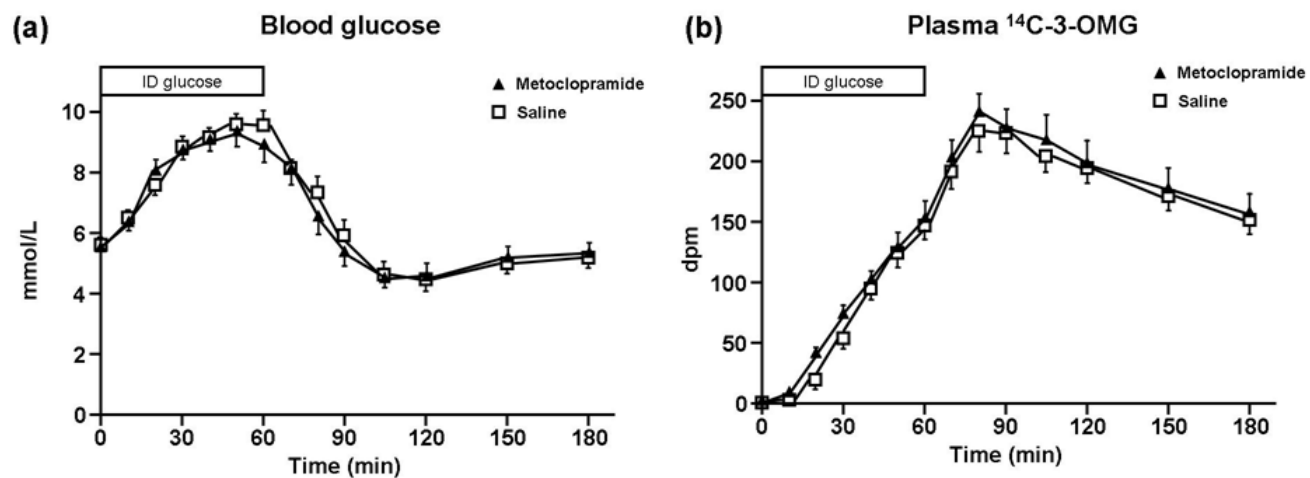 (a) Blood glucose
ID glucose
Metoclopramide
Saline
10
8
6
4
2
0
mmol/L
0 30 60 90 120 150 180
Time (min)
(b) Plasma ¹⁴C-3-OMG
ID glucose
Metoclopramide
Saline
250
200
150
100
50
0
dpm
0 30 60 90 120 150 180
Time (min)